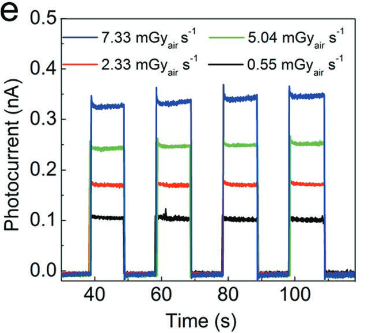 e
7.33 mGyair s⁻¹ 5.04 mGyair s⁻¹
2.33 mGyair s⁻¹ 0.55 mGyair s⁻¹
Photocurrent (nA)
0.5
0.4
0.3
0.2
0.1
0.0
40 60 80 100
Time (s)